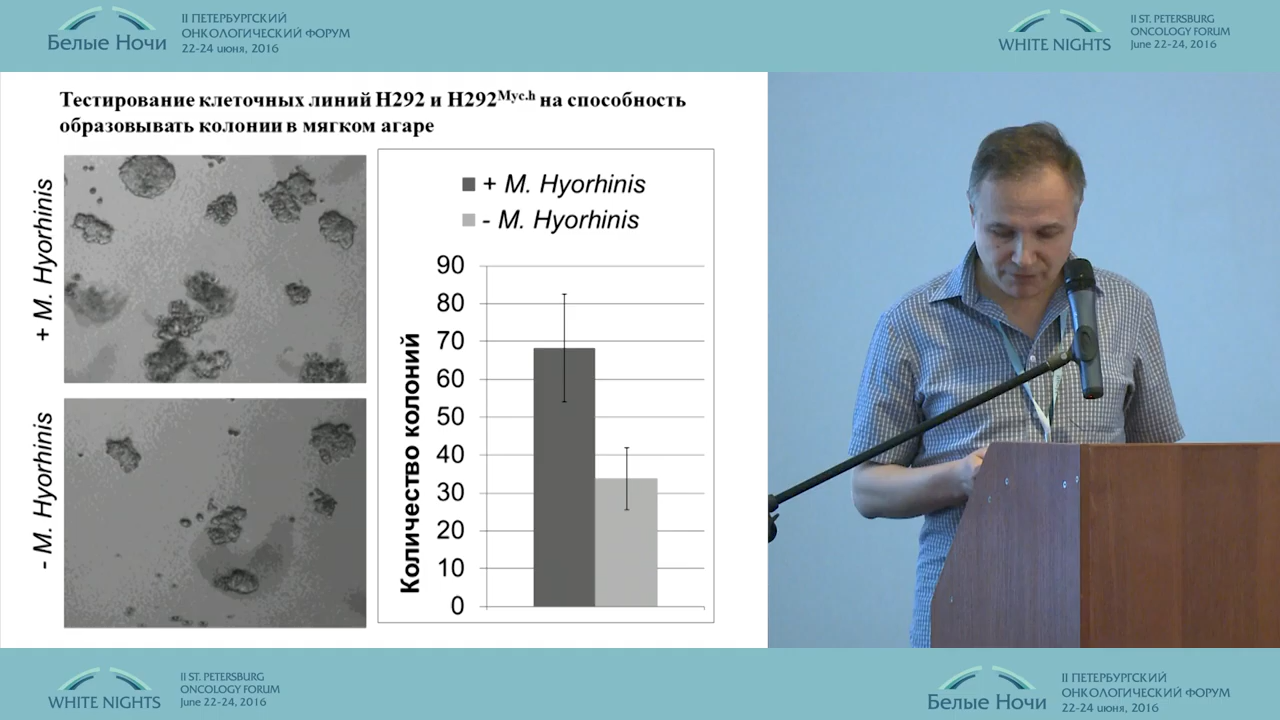 Белые Ночи
II ПЕТЕРБУРГСКИЙ
ОНКОЛОГИЧЕСКИЙ ФОРУМ
22-24 июня, 2016
WHITE NIGHTS
II ST. PETERSBURG
ONCOLOGY FORUM
June 22-24, 2016
Тестирование клеточных линий H292 и H292Myc.h на способность
образовывать колонии в мягком агаре
+ M. Hyorhinis
- M. Hyorhinis
+ M. Hyorhinis
- M. Hyorhinis
Количество колоний
90
80
70
60
50
40
30
20
10
0
WHITE NIGHTS
II ST. PETERSBURG
ONCOLOGY FORUM
June 22-24, 2016
Белые Ночи
II ПЕТЕРБУРГСКИЙ
ОНКОЛОГИЧЕСКИЙ ФОРУМ
22-24 июня, 2016